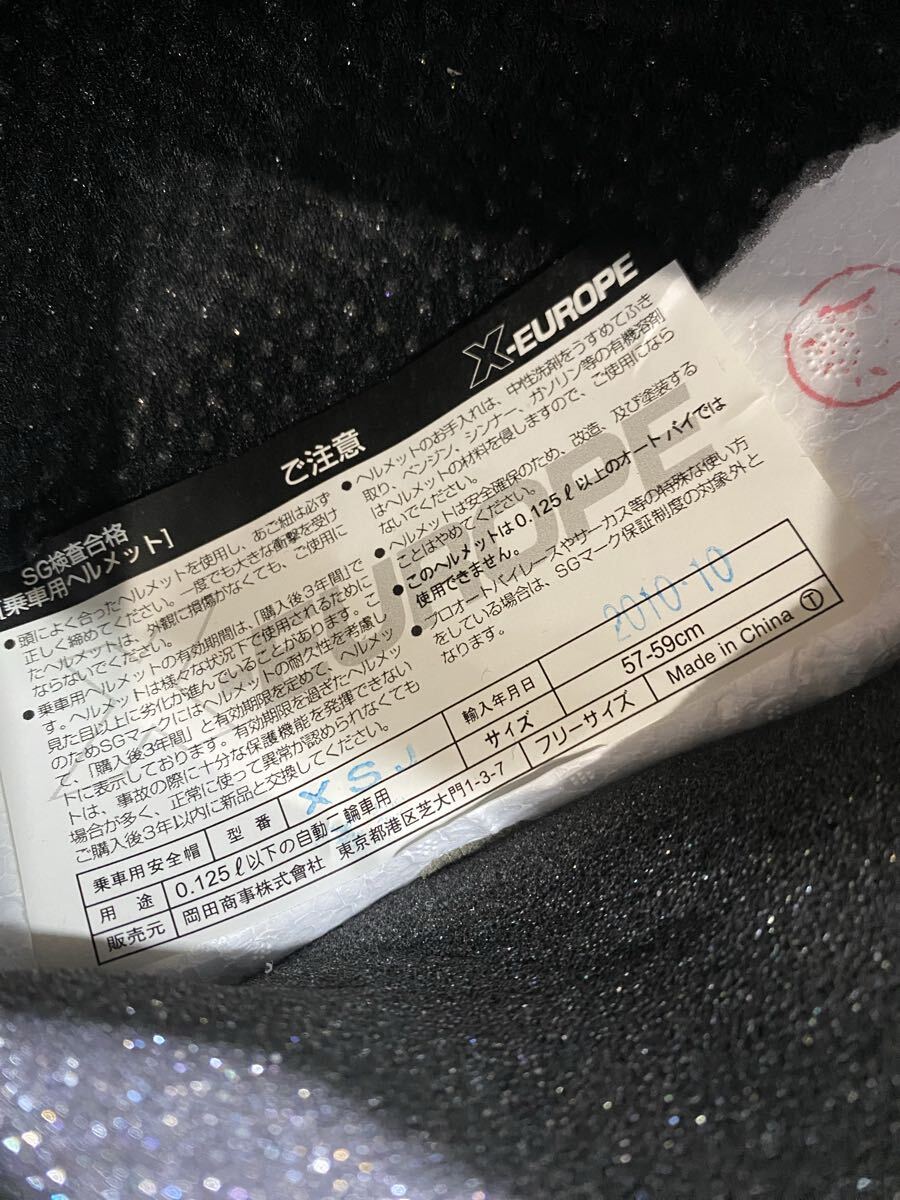 X-EUROPE
ご注意
SG検査合格
[乗車用ヘルメット]
●頭によく合ったヘルメットを使用し、あご紐は必ず
正しく締めてください。一度でも大きな衝撃を受け
たヘルメットは、外観に損傷がなくても、ご使用に
ならないでください。
●乗車用ヘルメットの有効期間は、「購入後3年間」で
す。ヘルメットは様々な状況下で使用されるために
見た目以上に劣化が進んでいることがあります。こ
のためSGマークにはヘルメットの耐久性を考慮し
て、「購入後3年間」と有効期限を定めて、ヘルメッ
トに表示しております。有効期限を過ぎたヘルメッ
トは、事故の際に十分な保護機能を発揮できない
場合が多く、正常に使って異常が認められなくても
ご購入後3年以内に新品と交換してください。
●ヘルメットのお手入れは、中性洗剤をうすめてふき
取り、ベンジン、シンナー、ガソリン等の有機溶剤
はヘルメットの材料を侵しますので、ご使用になら
ないでください。
●ヘルメットは安全確保のため、改造、及び塗装する
ことはやめてください。
●このヘルメットは0.125ℓ以上のオートバイでは
使用できません。
●プロオートバイレースやサーカス等の特殊な使い方
をしている場合は、SGマーク保証制度の対象外と
なります。
X-EUROPE
乗車用安全帽 型番 XSJ 輸入年月日 2010-10
用途 0.125ℓ以下の自動二輪車用 サイズ 57-59cm
販売元 岡田商事株式會社 東京都港区芝大門1-3-7 フリーサイズ Made in China Ⓣ